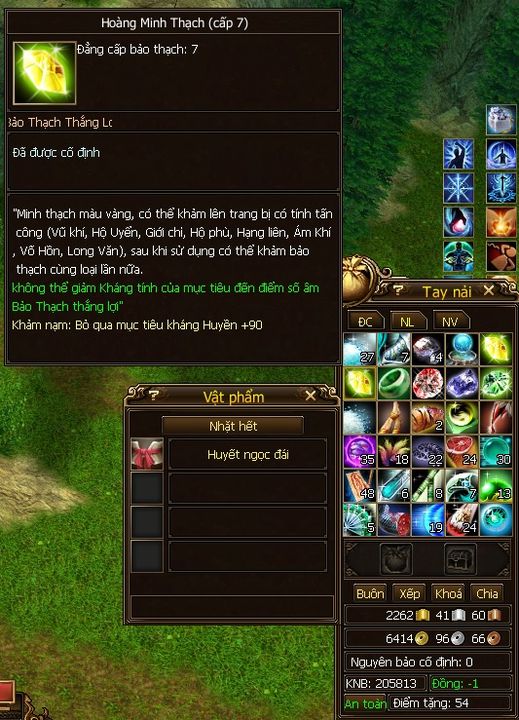 Hoàng Minh Thạch (cấp 7)
Đẳng cấp bảo thạch: 7
Bảo Thạch Thắng Lợ
Đã được cố định
"Minh thạch màu vàng, có thể khảm lên trang bị có tính tấn
công (Vũ khí, Hộ Uyển, Giới chỉ, Hộ phù, Hạng liên, Ám Khí
, Võ Hồn, Long Văn), sau khi sử dụng có thể khảm bảo
thạch cùng loại lần nữa.
không thể giảm Kháng tính của mục tiêu đến điểm số âm
Bảo Thạch thắng lợi"
Khảm nạm: Bỏ qua mục tiêu kháng Huyền +90
? Tay nải X
ĐC NL NV
27 7 4
2
35 18 22 24 30
48 6 8 7 13
5 19 24
? Vật phẩm X
Nhặt hết
Huyết ngọc đái
Buôn Xếp Khoá Chia
2262 41 60
6414 96 66
Nguyên bảo cố định: 0
KNB: 205813 Đồng: -1
An toàn Điểm tặng: 54